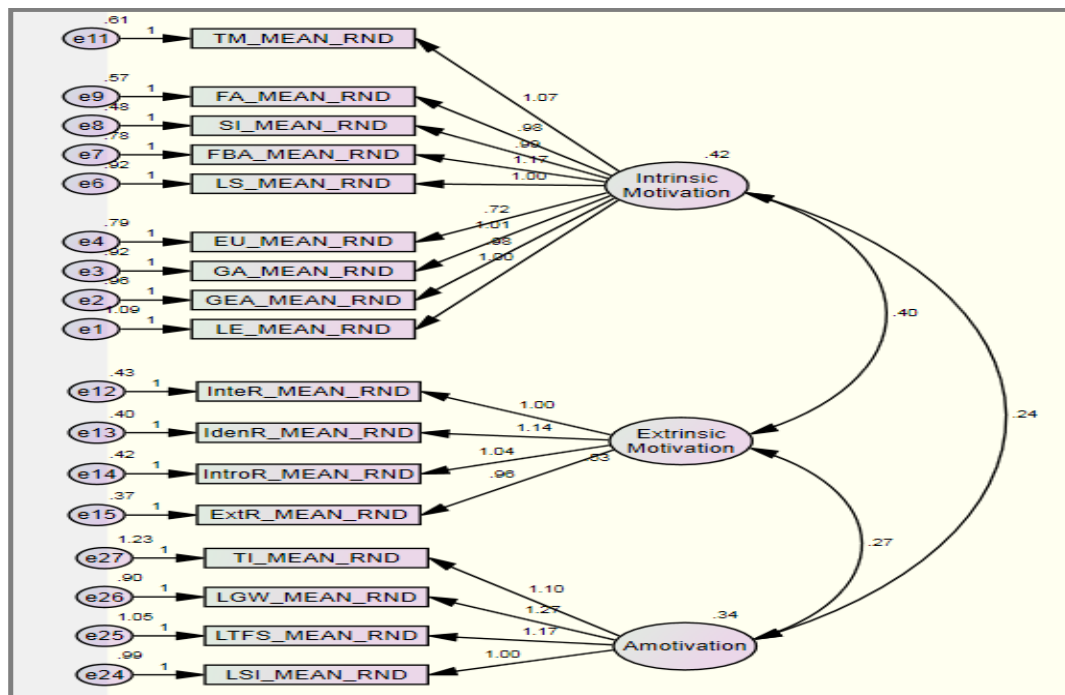 .61
e11 1 TM_MEAN_RND
1.07
.57
e9 1 FA_MEAN_RND
.98
.48
e8 1 SI_MEAN_RND
.99
.78
e7 1 FBA_MEAN_RND
1.17
.42
.92
e6 1 LS_MEAN_RND
1.00
Intrinsic
Motivation
.72
.79
e4 1 EU_MEAN_RND
1.01
.92
e3 1 GA_MEAN_RND
.98
.96
e2 1 GEA_MEAN_RND
1.00
1.09
e1 1 LE_MEAN_RND
.40
.43
e12 1 InteR_MEAN_RND
1.00
.24
.40
e13 1 IdenR_MEAN_RND
1.14
Extrinsic
Motivation
.42
e14 1 IntroR_MEAN_RND
1.04
.53
.96
.37
e15 1 ExtR_MEAN_RND
.27
1.23
e27 1 TI_MEAN_RND
1.10
.90
e26 1 LGW_MEAN_RND
1.27
.34
1.05
e25 1 LTFS_MEAN_RND
1.17
Amotivation
.99
e24 1 LSI_MEAN_RND
1.00